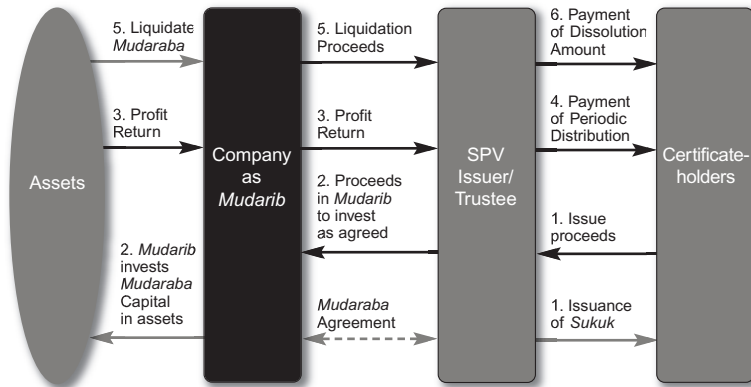 5. Liquidate
Mudaraba
5. Liquidation
Proceeds
6. Payment
of Dissolution
Amount
3. Profit
Return
3. Profit
Return
4. Payment
of Periodic
Distribution
Assets
Company
as
Mudarib
SPV
Issuer/
Trustee
Certificate-
holders
2. Proceeds
in Mudarib
to invest
as agreed
1. Issue
proceeds
2. Mudarib
invests
Mudaraba
Capital
in assets
Mudaraba
Agreement
1. Issuance
of Sukuk